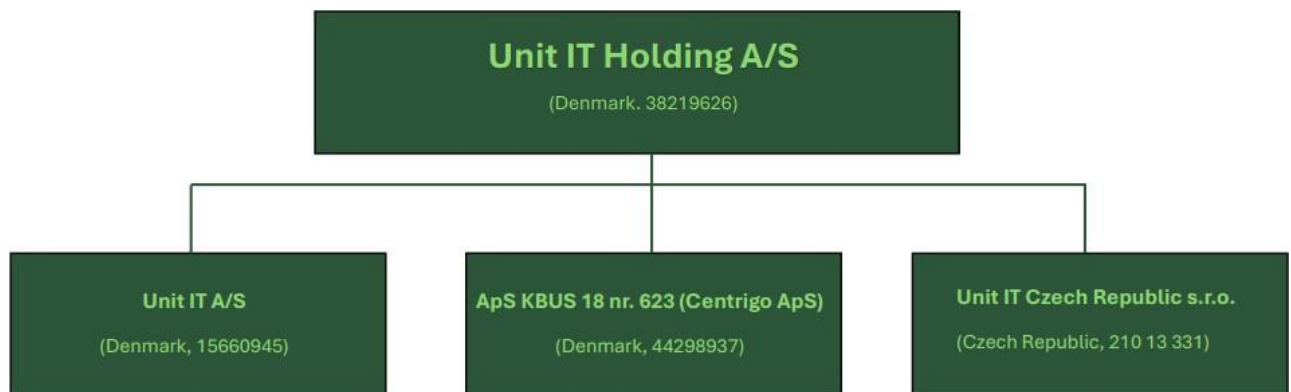 Unit IT Holding A/S
(Denmark. 38219626)
Unit IT A/S
(Denmark, 15660945)
ApS KBUS 18 nr. 623 (Centrigo ApS)
(Denmark, 44298937)
Unit IT Czech Republic s.r.o.
(Czech Republic, 210 13 331)